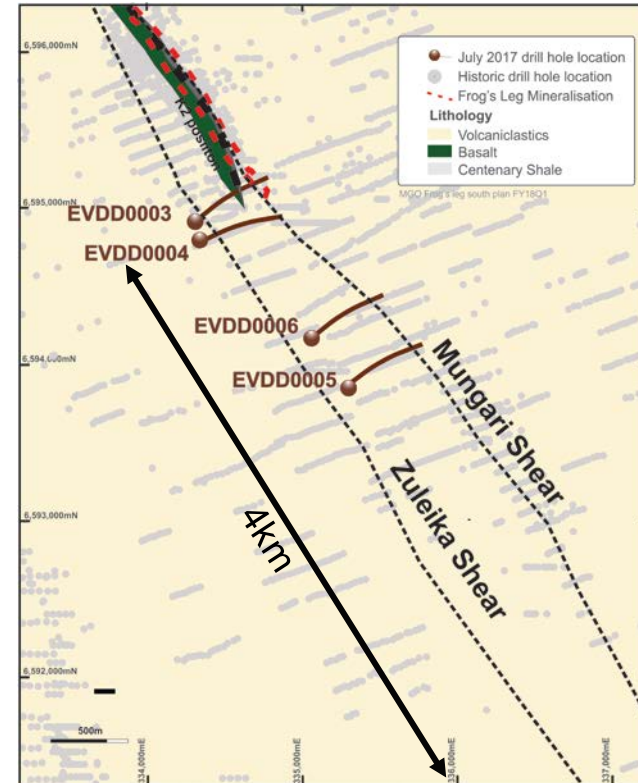 6,596,000mN
July 2017 drill hole location
Historic drill hole location
Frog's Leg Mineralisation
Lithology
Volcaniclastics
Basalt
Centenary Shale
MGO Frog's leg south plan FY18Q1
K2 position
6,595,000mN
EVDD0003
EVDD0004
EVDD0006
6,594,000mN
EVDD0005
Mungari Shear
Zuleika Shear
6,593,000mN
4km
6,592,000mN
500m
334,000mE
335,000mE
336,000mE
337,000mE